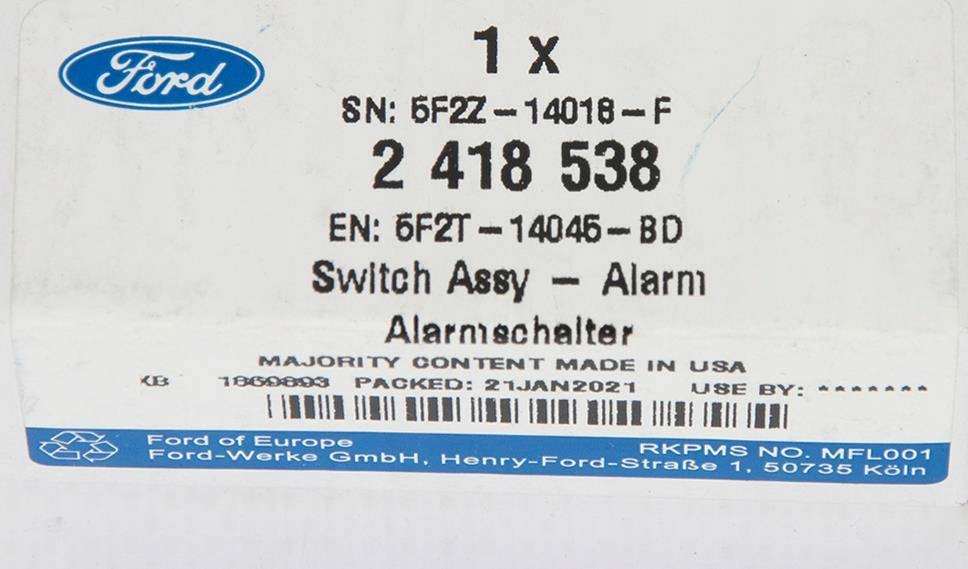 Ford
1 x
SN: 5F2Z-14018-F
2 418 538
EN: 5F2T-14045-BD
Switch Assy - Alarm
Alarmschalter
MAJORITY CONTENT MADE IN USA
KB 1869893 PACKED: 21JAN2021 USE BY: *******
Ford of Europe RKPMS NO. MFL001
Ford-Werke GmbH, Henry-Ford-Straße 1, 50735 Köln